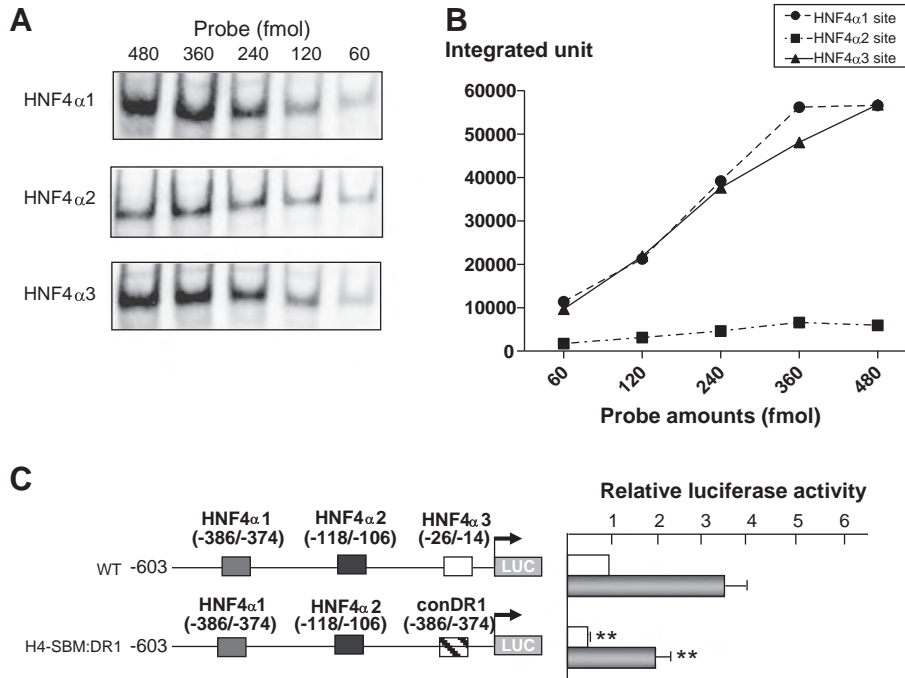 A
Probe (fmol)
480 360 240 120 60
HNF4α1
HNF4α2
HNF4α3
B
Integrated unit
HNF4α1 site
HNF4α2 site
HNF4α3 site
60000
50000
40000
30000
20000
10000
0
60 120 240 360 480
Probe amounts (fmol)
C
Relative luciferase activity
1 2 3 4 5 6
HNF4α1 HNF4α2 HNF4α3
(-386/-374) (-118/-106) (-26/-14)
WT -603 LUC
HNF4α1 HNF4α2 conDR1
(-386/-374) (-118/-106) (-386/-374)
H4-SBM:DR1 -603 LUC
**
**